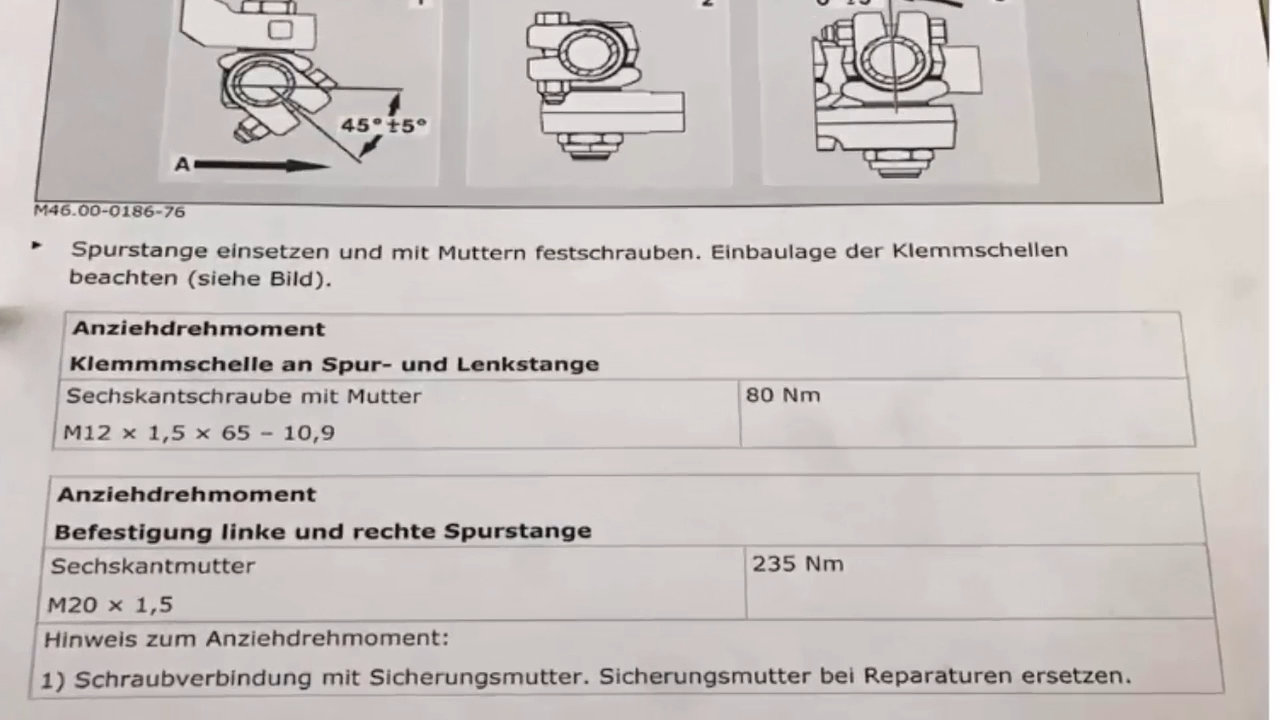 45°±5°
A
M46.00-0186-76
Spurstange einsetzen und mit Muttern festschrauben. Einbaulage der Klemmschellen
beachten (siehe Bild).
Anziehdrehmoment
Klemmmschelle an Spur- und Lenkstange
Sechskantschraube mit Mutter
80 Nm
M12 × 1,5 × 65 – 10,9
Anziehdrehmoment
Befestigung linke und rechte Spurstange
Sechskantmutter
235 Nm
M20 × 1,5
Hinweis zum Anziehdrehmoment:
1) Schraubverbindung mit Sicherungsmutter. Sicherungsmutter bei Reparaturen ersetzen.